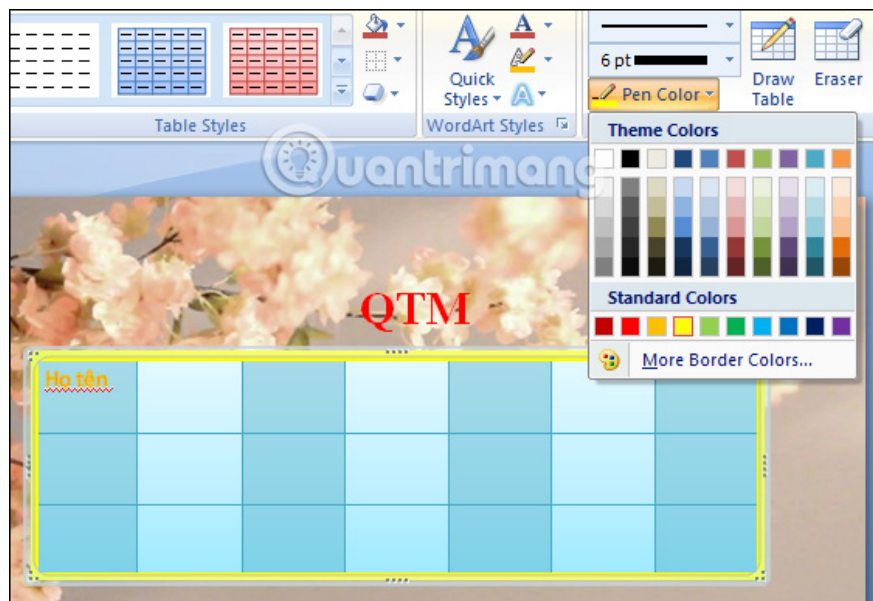 6 pt
Quick
Styles
Pen Color
Draw
Table
Eraser
Table Styles
WordArt Styles
Theme Colors
Quantrimang
Standard Colors
QTM
More Border Colors...
Họ tên